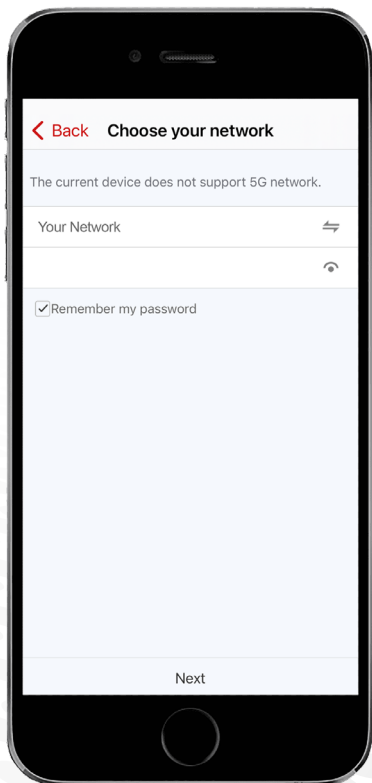 Back Choose your network
The current device does not support 5G network.
Your Network
Remember my password
Next